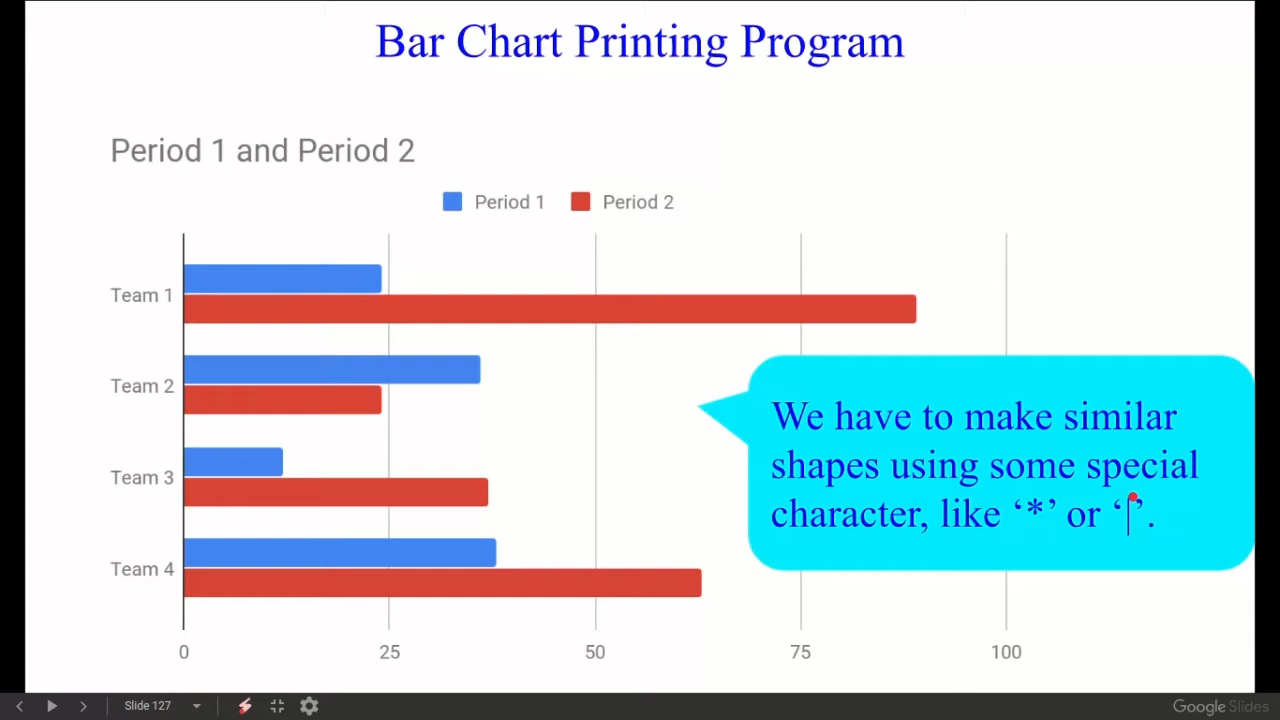 Bar Chart Printing Program
Period 1 and Period 2
Period 1
Period 2
Team 1
Team 2
Team 3
Team 4
0 25 50 75 100
We have to make similar
shapes using some special
character, like ‘*’ or ‘|’.
Slide 127
Google Slides